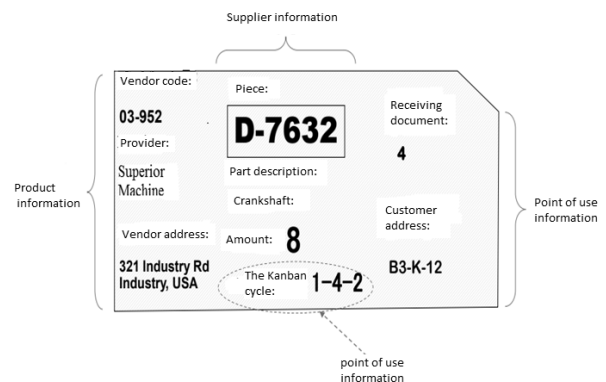 Supplier information
Vendor code:
03-952
Provider:
Superior
Machine
Vendor address:
321 Industry Rd
Industry, USA
Piece:
D-7632
Part description:
Crankshaft:
Amount: 8
The Kanban
cycle:
1-4-2
Receiving
document:
4
Customer
address:
B3-K-12
Product
information
Point of use
information
point of use
information